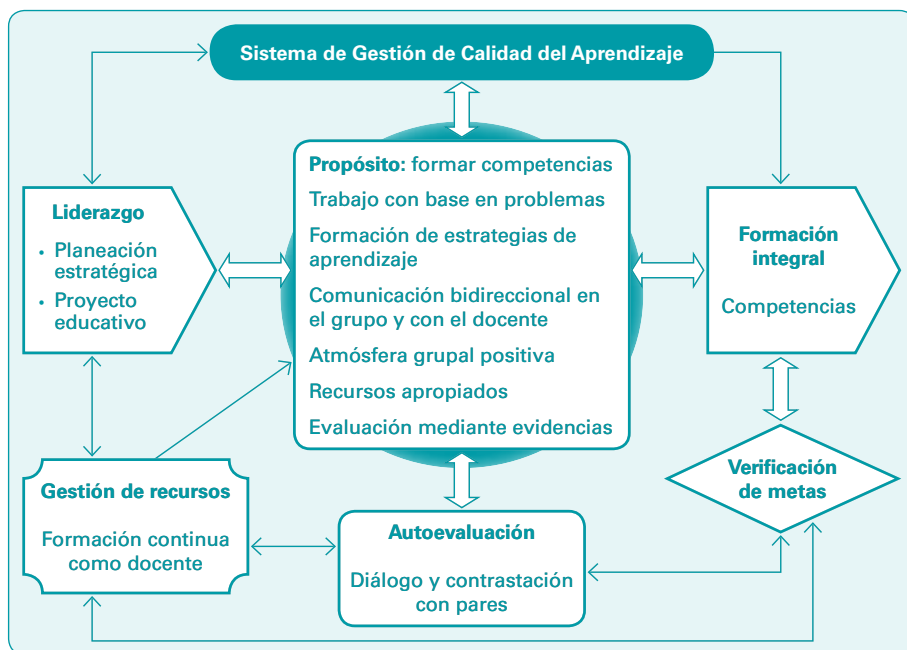 Sistema de Gestión de Calidad del Aprendizaje
Propósito: formar competencias
Trabajo con base en problemas
Formación de estrategias de
aprendizaje
Comunicación bidireccional en
el grupo y con el docente
Atmósfera grupal positiva
Recursos apropiados
Evaluación mediante evidencias
Liderazgo
• Planeación
estratégica
• Proyecto
educativo
Formación
integral
Competencias
Gestión de recursos
Formación continua
como docente
Autoevaluación
Diálogo y contrastación
con pares
Verificación
de metas